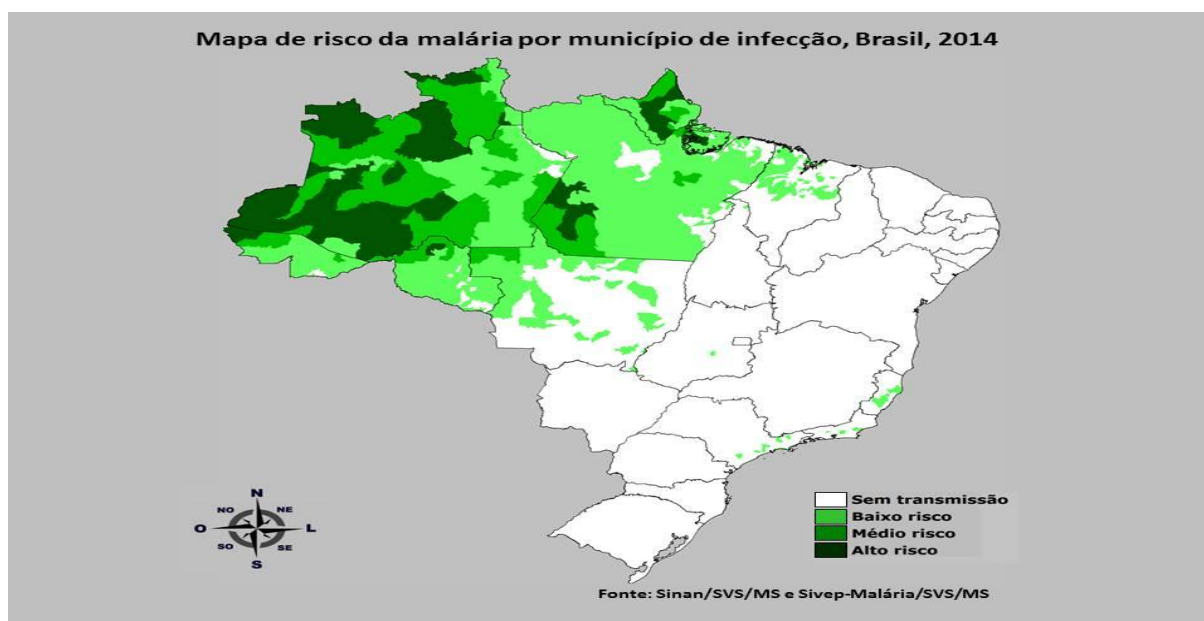 Mapa de risco da malária por município de infecção, Brasil, 2014
N
NO NE
O L
SO SE
S
Sem transmissão
Baixo risco
Médio risco
Alto risco
Fonte: Sinan/SVS/MS e Sivep-Malária/SVS/MS